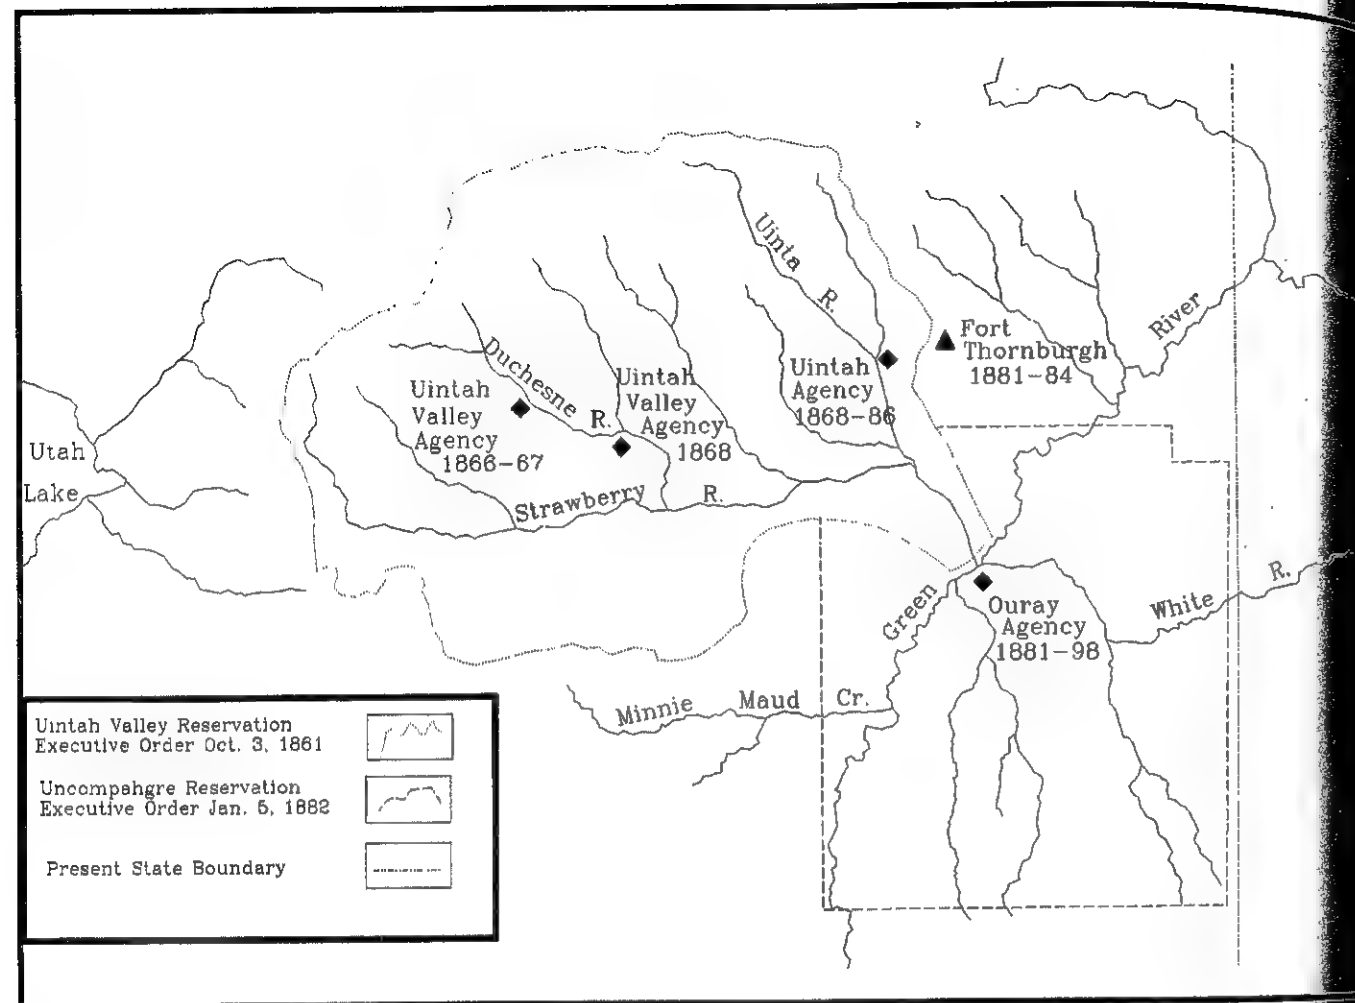 Uinta
R.
River
Fort
Thornburgh
1881-84
Duchesne
R.
Uintah
Valley
Agency
1866-67
Uintah
Valley
Agency
1868
Uintah
Agency
1868-86
Utah
Lake
Strawberry
R.
White
R.
Green
Ouray
Agency
1881-98
Minnie Maud Cr.
Uintah Valley Reservation
Executive Order Oct. 3, 1861
Uncompahgre Reservation
Executive Order Jan. 5, 1882
Present State Boundary